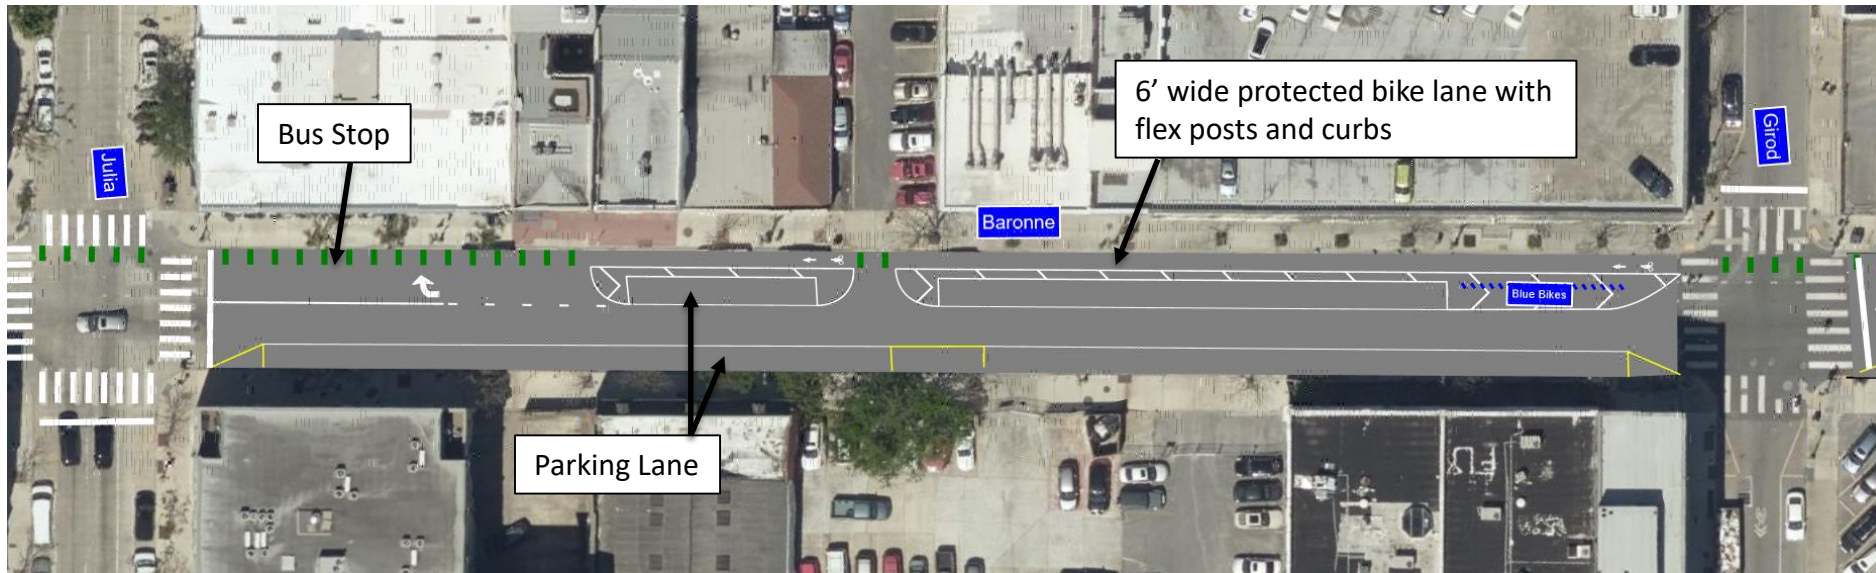 6’ wide protected bike lane with
flex posts and curbs
Bus Stop
Julia
Girod
Baronne
Blue Bikes
Parking Lane